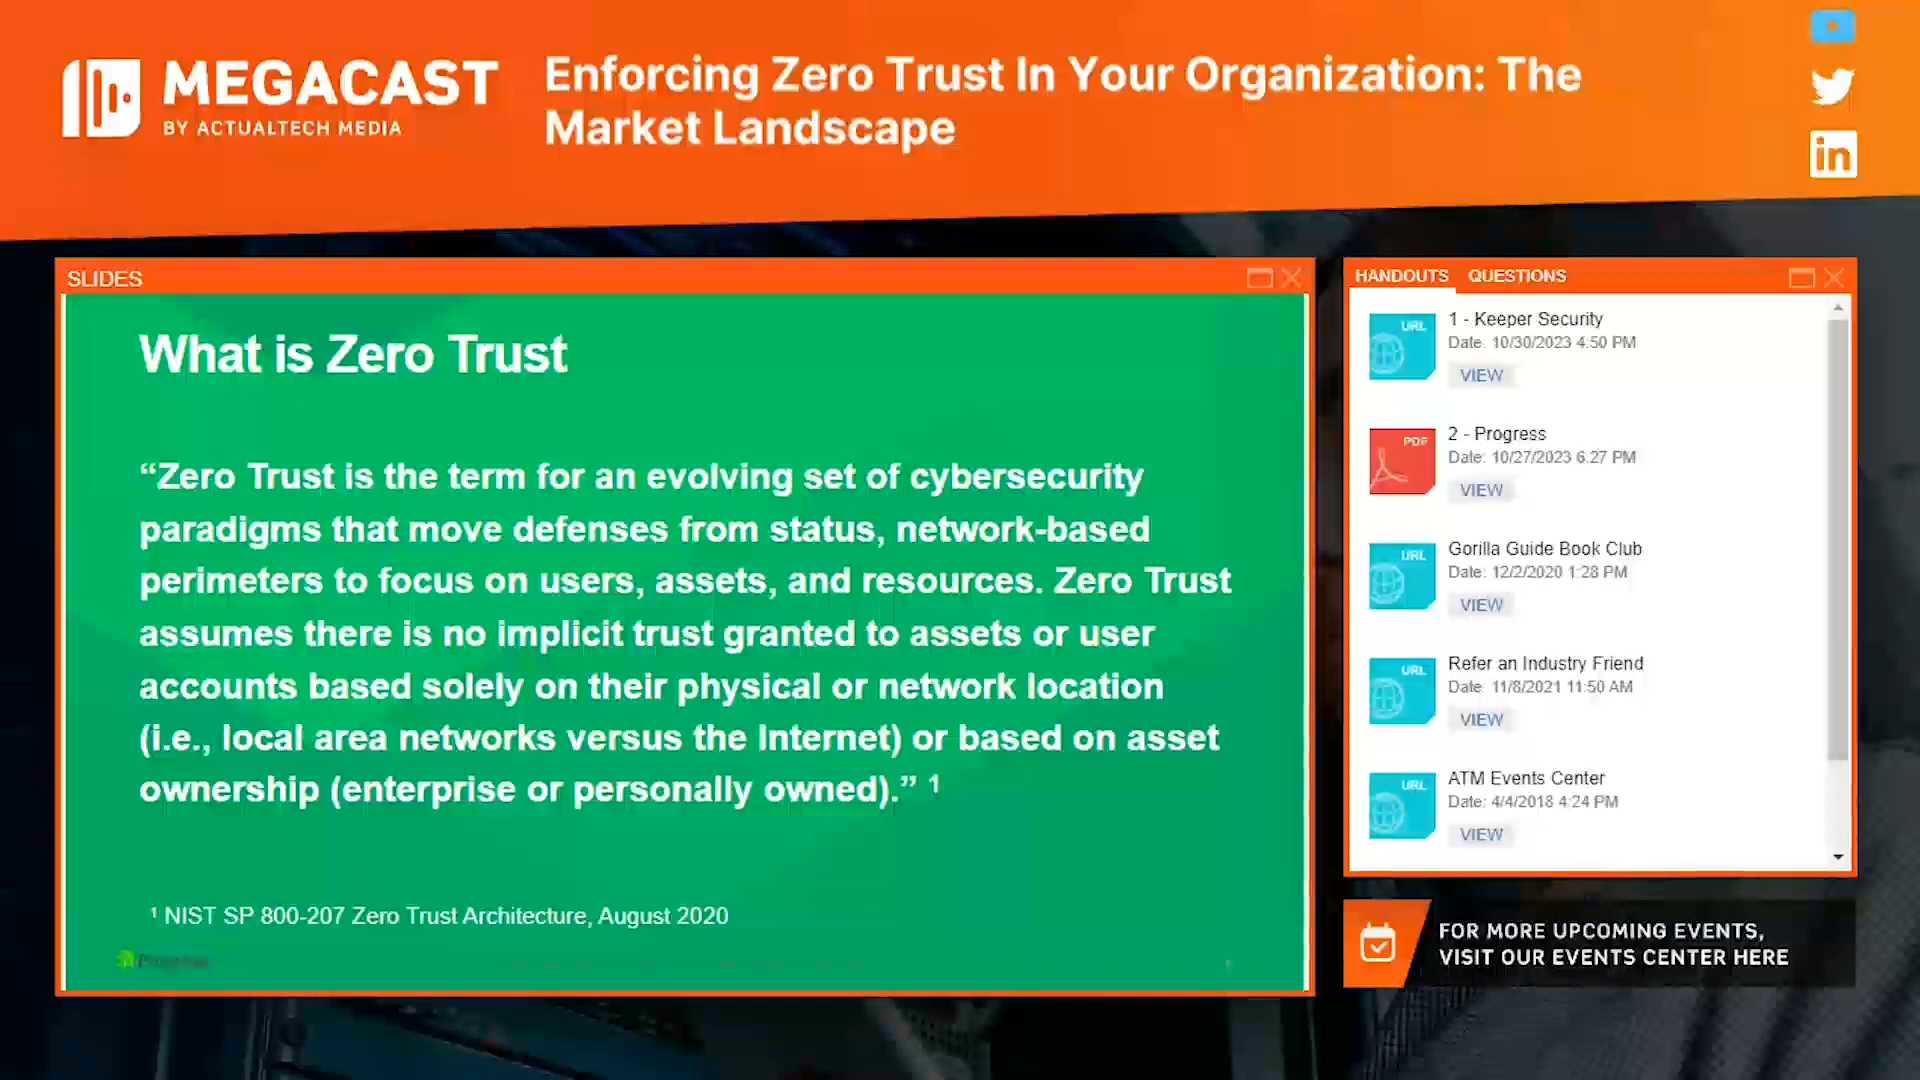 MEGACAST
BY ACTUALTECH MEDIA
Enforcing Zero Trust In Your Organization: The
Market Landscape
in
SLIDES
What is Zero Trust
“Zero Trust is the term for an evolving set of cybersecurity
paradigms that move defenses from status, network-based
perimeters to focus on users, assets, and resources. Zero Trust
assumes there is no implicit trust granted to assets or user
accounts based solely on their physical or network location
(i.e., local area networks versus the Internet) or based on asset
ownership (enterprise or personally owned).” ¹
¹ NIST SP 800-207 Zero Trust Architecture, August 2020
Progress
HANDOUTS QUESTIONS
URL
1 - Keeper Security
Date: 10/30/2023 4:50 PM
VIEW
PDF
2 - Progress
Date: 10/27/2023 6:27 PM
VIEW
URL
Gorilla Guide Book Club
Date: 12/2/2020 1:28 PM
VIEW
URL
Refer an Industry Friend
Date: 11/8/2021 11:50 AM
VIEW
URL
ATM Events Center
Date: 4/4/2018 4:24 PM
VIEW
FOR MORE UPCOMING EVENTS,
VISIT OUR EVENTS CENTER HERE